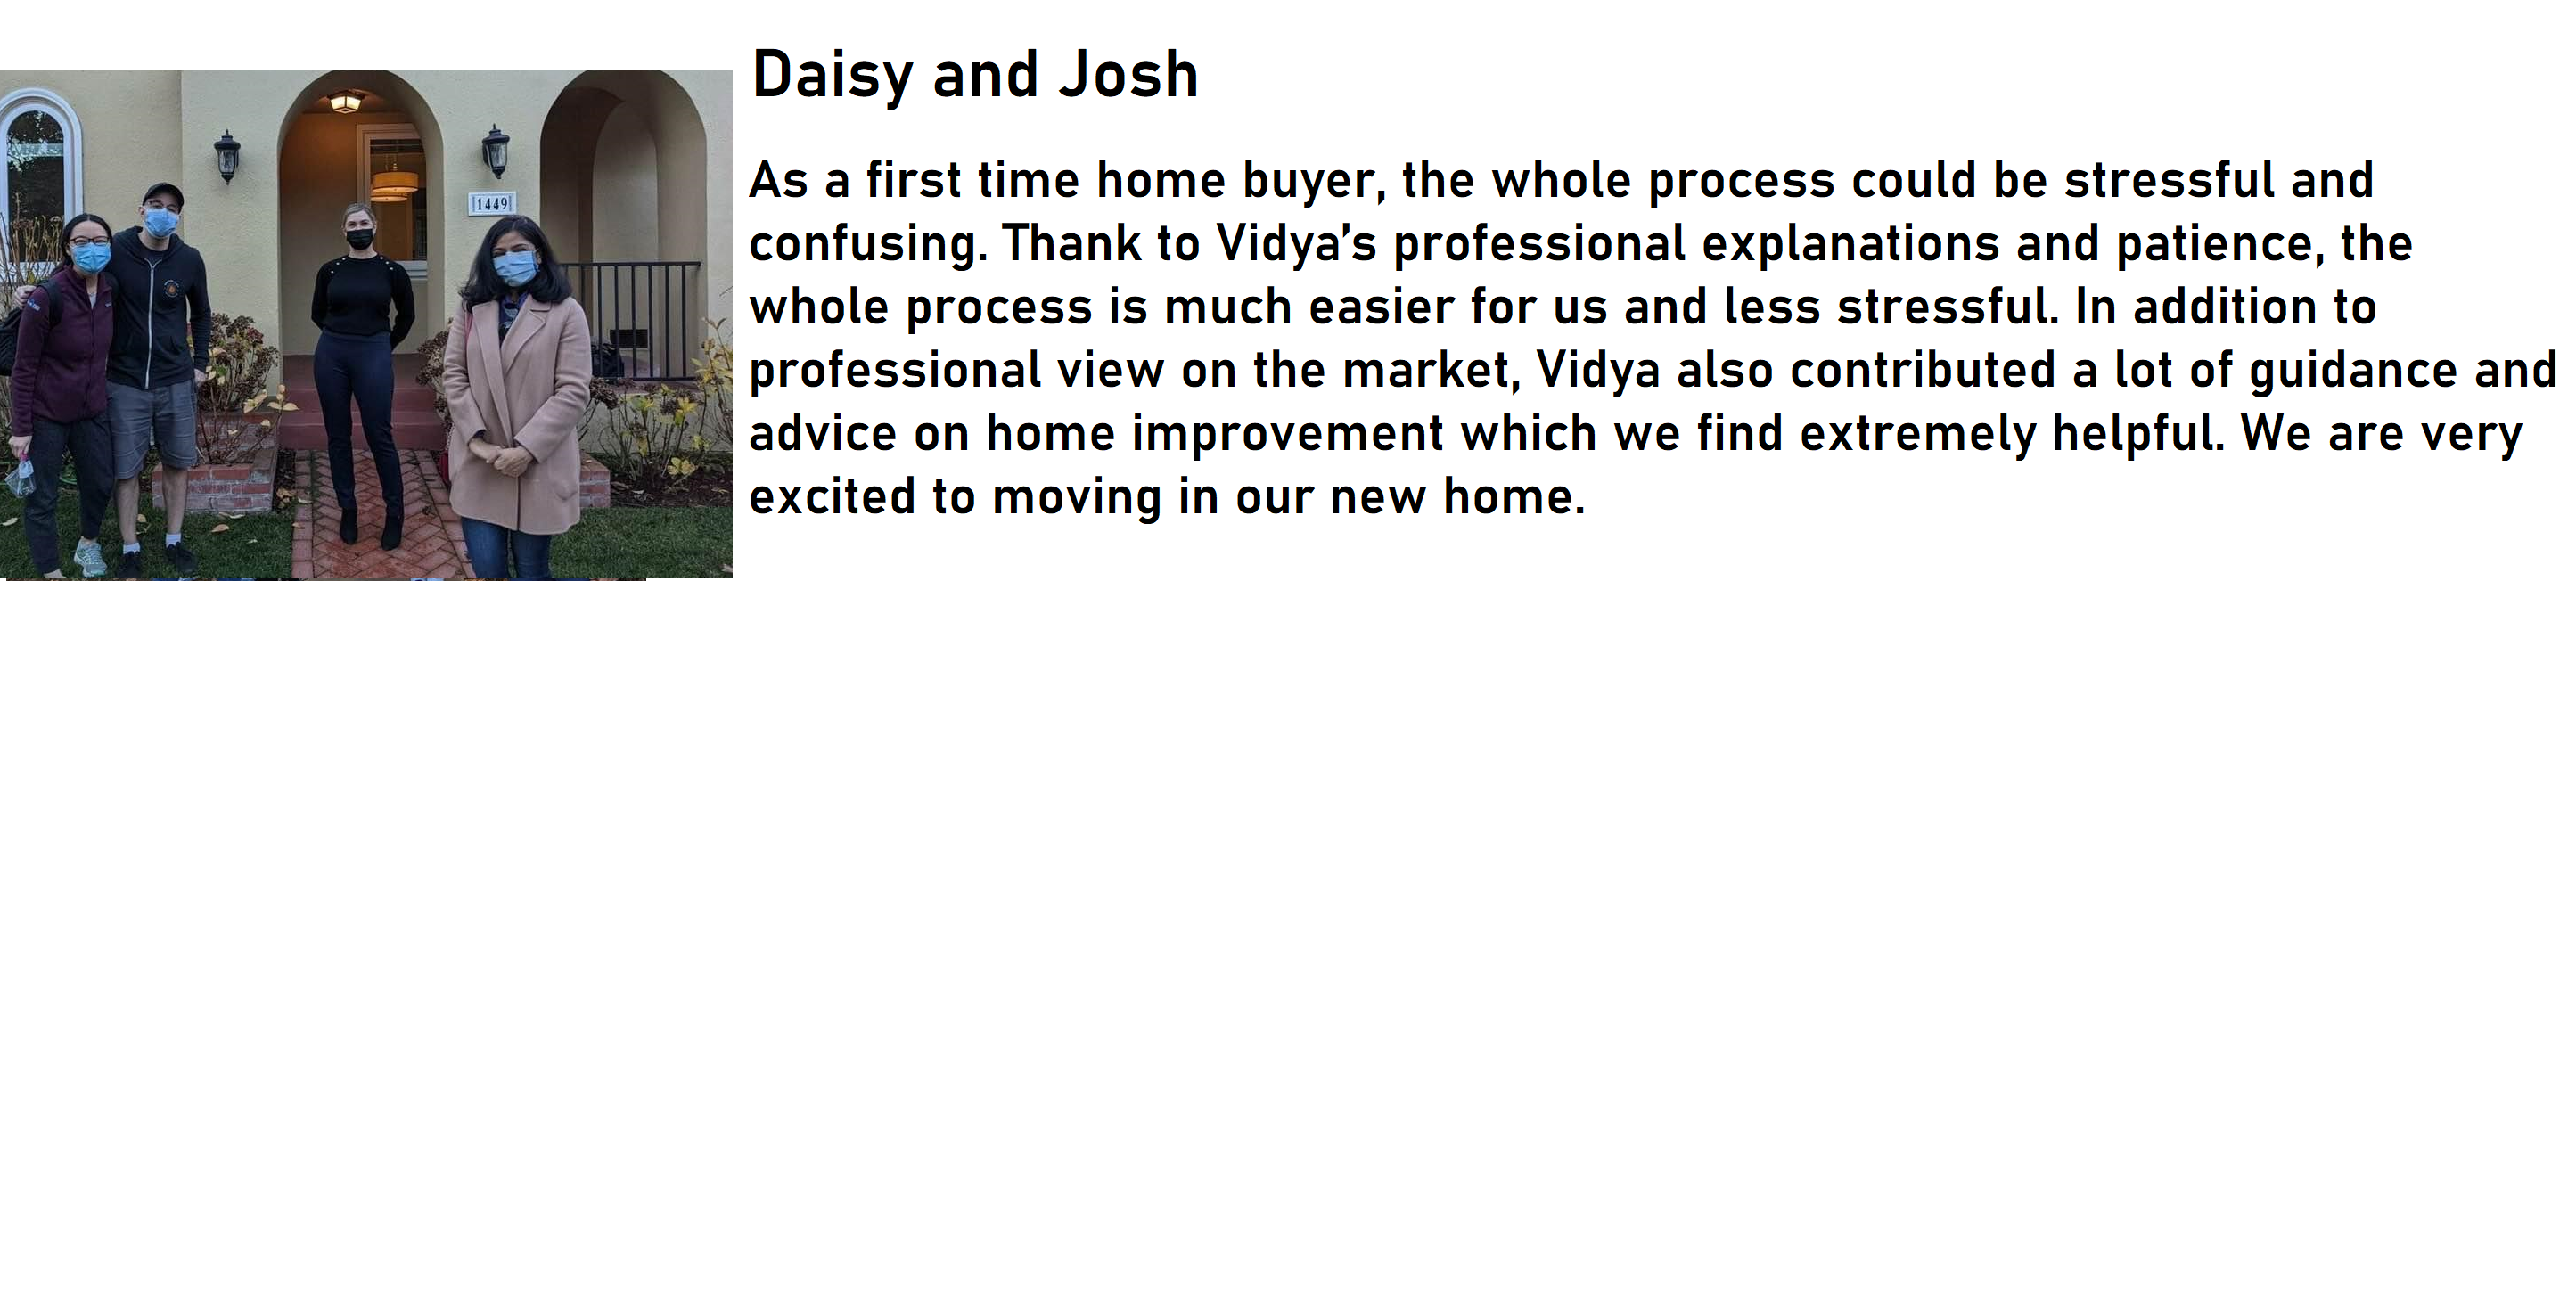 Daisy and Josh
As a first time home buyer, the whole process could be stressful and
confusing. Thank to Vidya's professional explanations and patience, the
whole process is much easier for us and less stressful. In addition to
professional view on the market, Vidya also contributed a lot of guidance and
advice on home improvement which we find extremely helpful. We are very
excited to moving in our new home.
1449